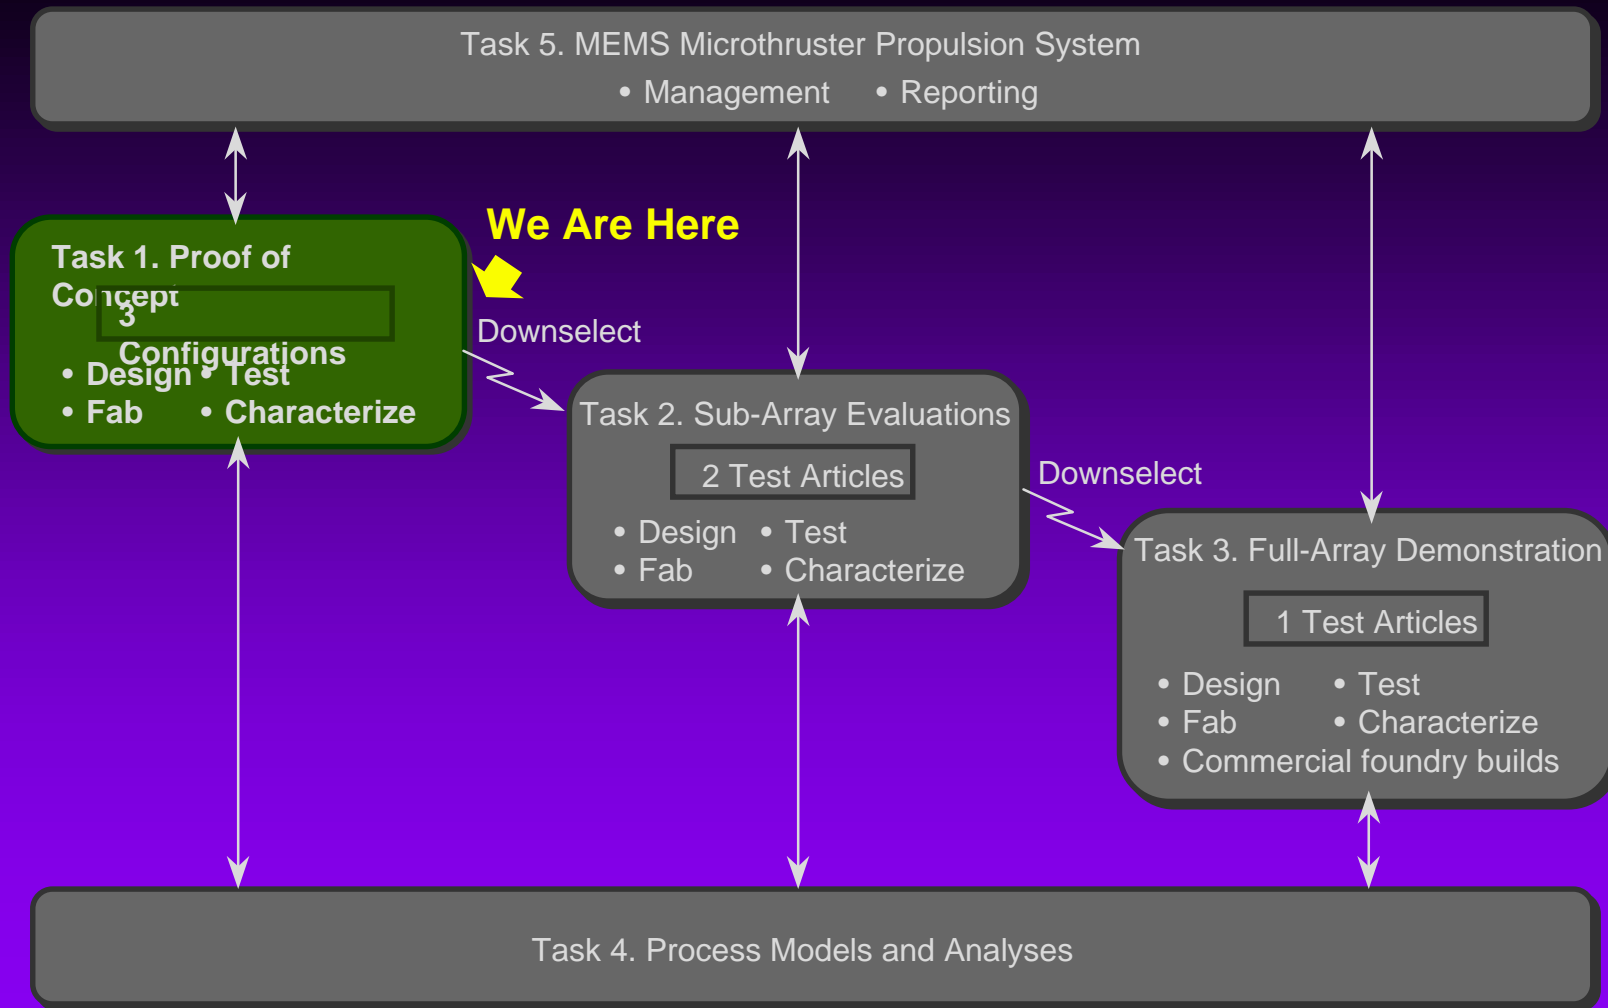 Task 5. MEMS Microthruster Propulsion System
• Management • Reporting
We Are Here
Task 1. Proof of
Concept
3
Configurations
• Design • Test
• Fab • Characterize
Downselect
Task 2. Sub-Array Evaluations
2 Test Articles
• Design • Test
• Fab • Characterize
Downselect
Task 3. Full-Array Demonstration
1 Test Articles
• Design • Test
• Fab • Characterize
• Commercial foundry builds
Task 4. Process Models and Analyses